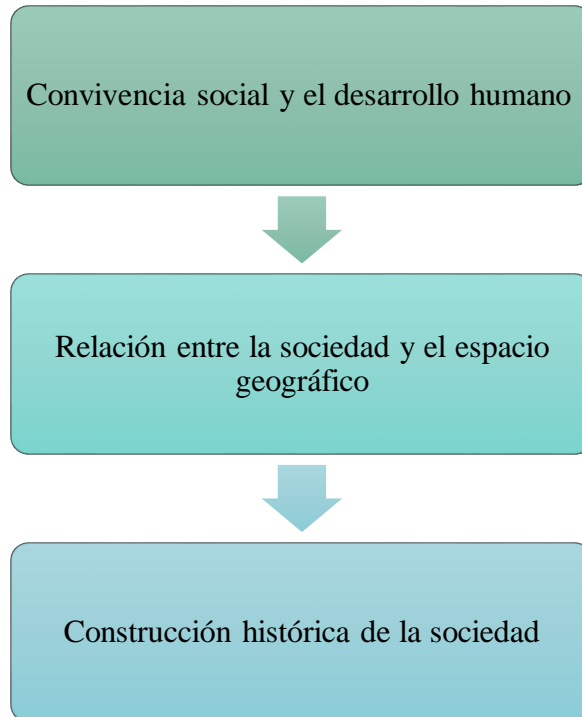 Convivencia social y el desarrollo humano
Relación entre la sociedad y el espacio
geográfico
Construcción histórica de la sociedad